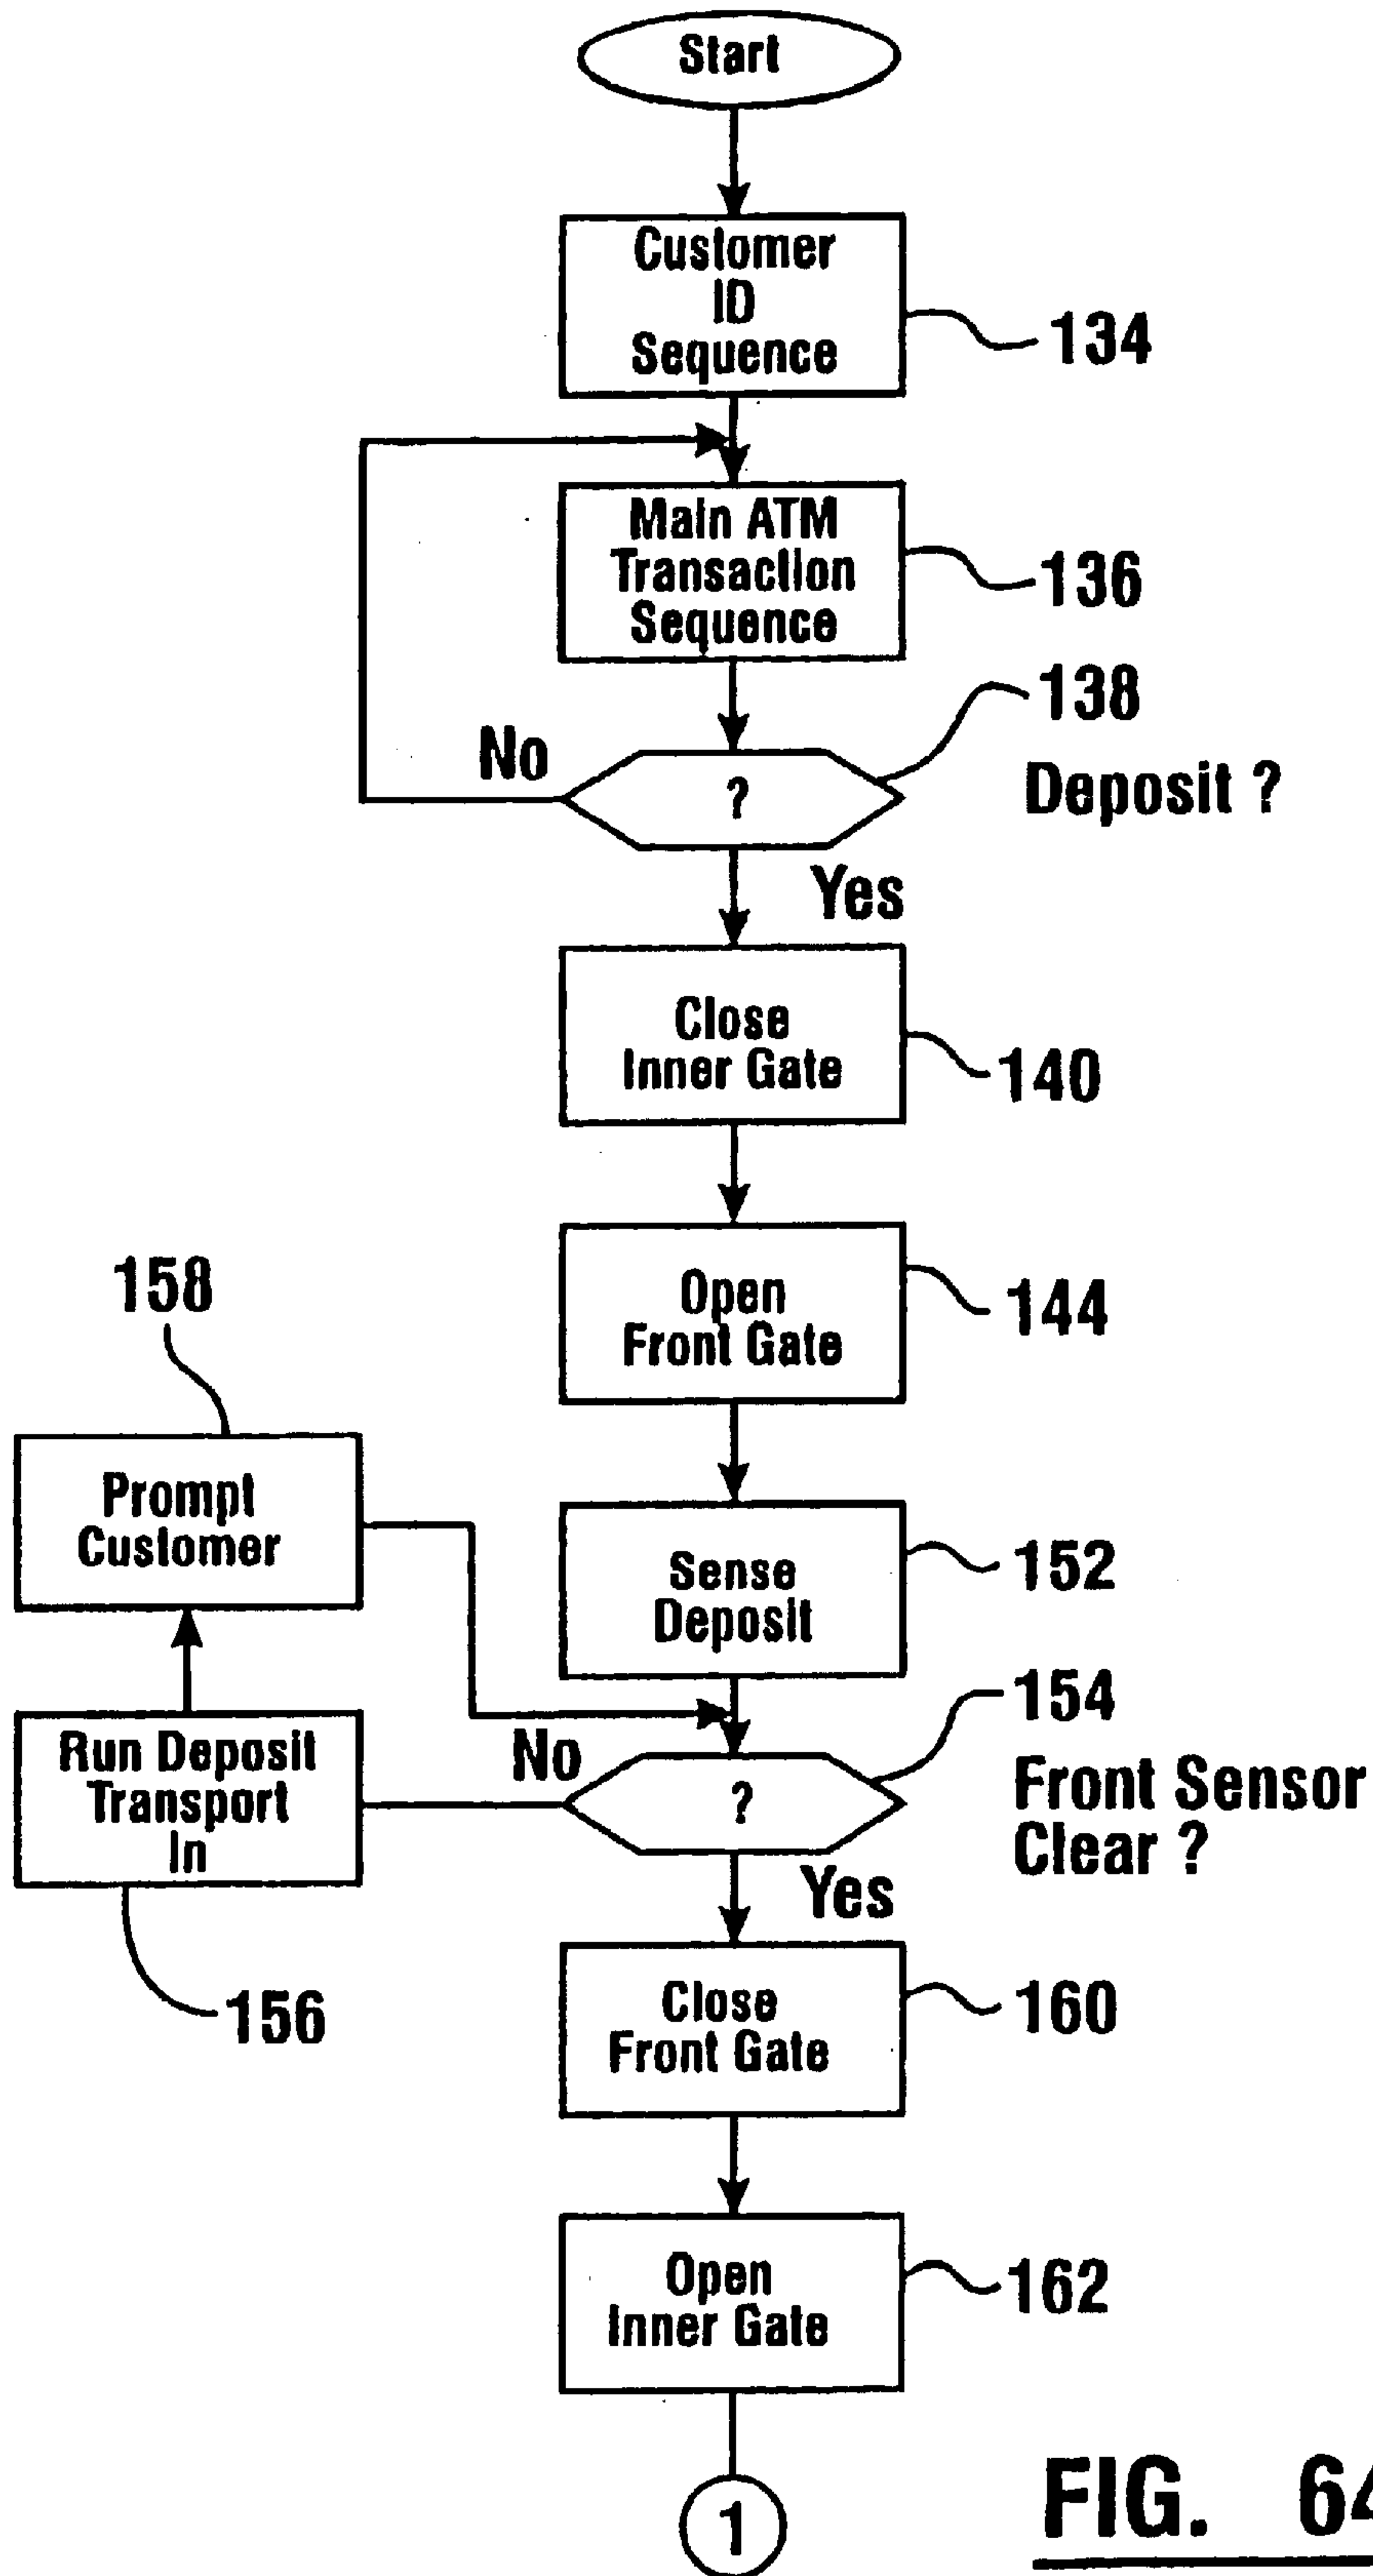 Start
Customer
ID
Sequence
134
Main ATM
Transaction
Sequence
136
138
No
?
Deposit ?
Yes
Close
Inner Gate
140
Open
Front Gate
144
158
Prompt
Customer
Sense
Deposit
152
154
Run Deposit
Transport
In
No
?
Front Sensor
Clear ?
Yes
156
Close
Front Gate
160
Open
Inner Gate
162
1
FIG. 64